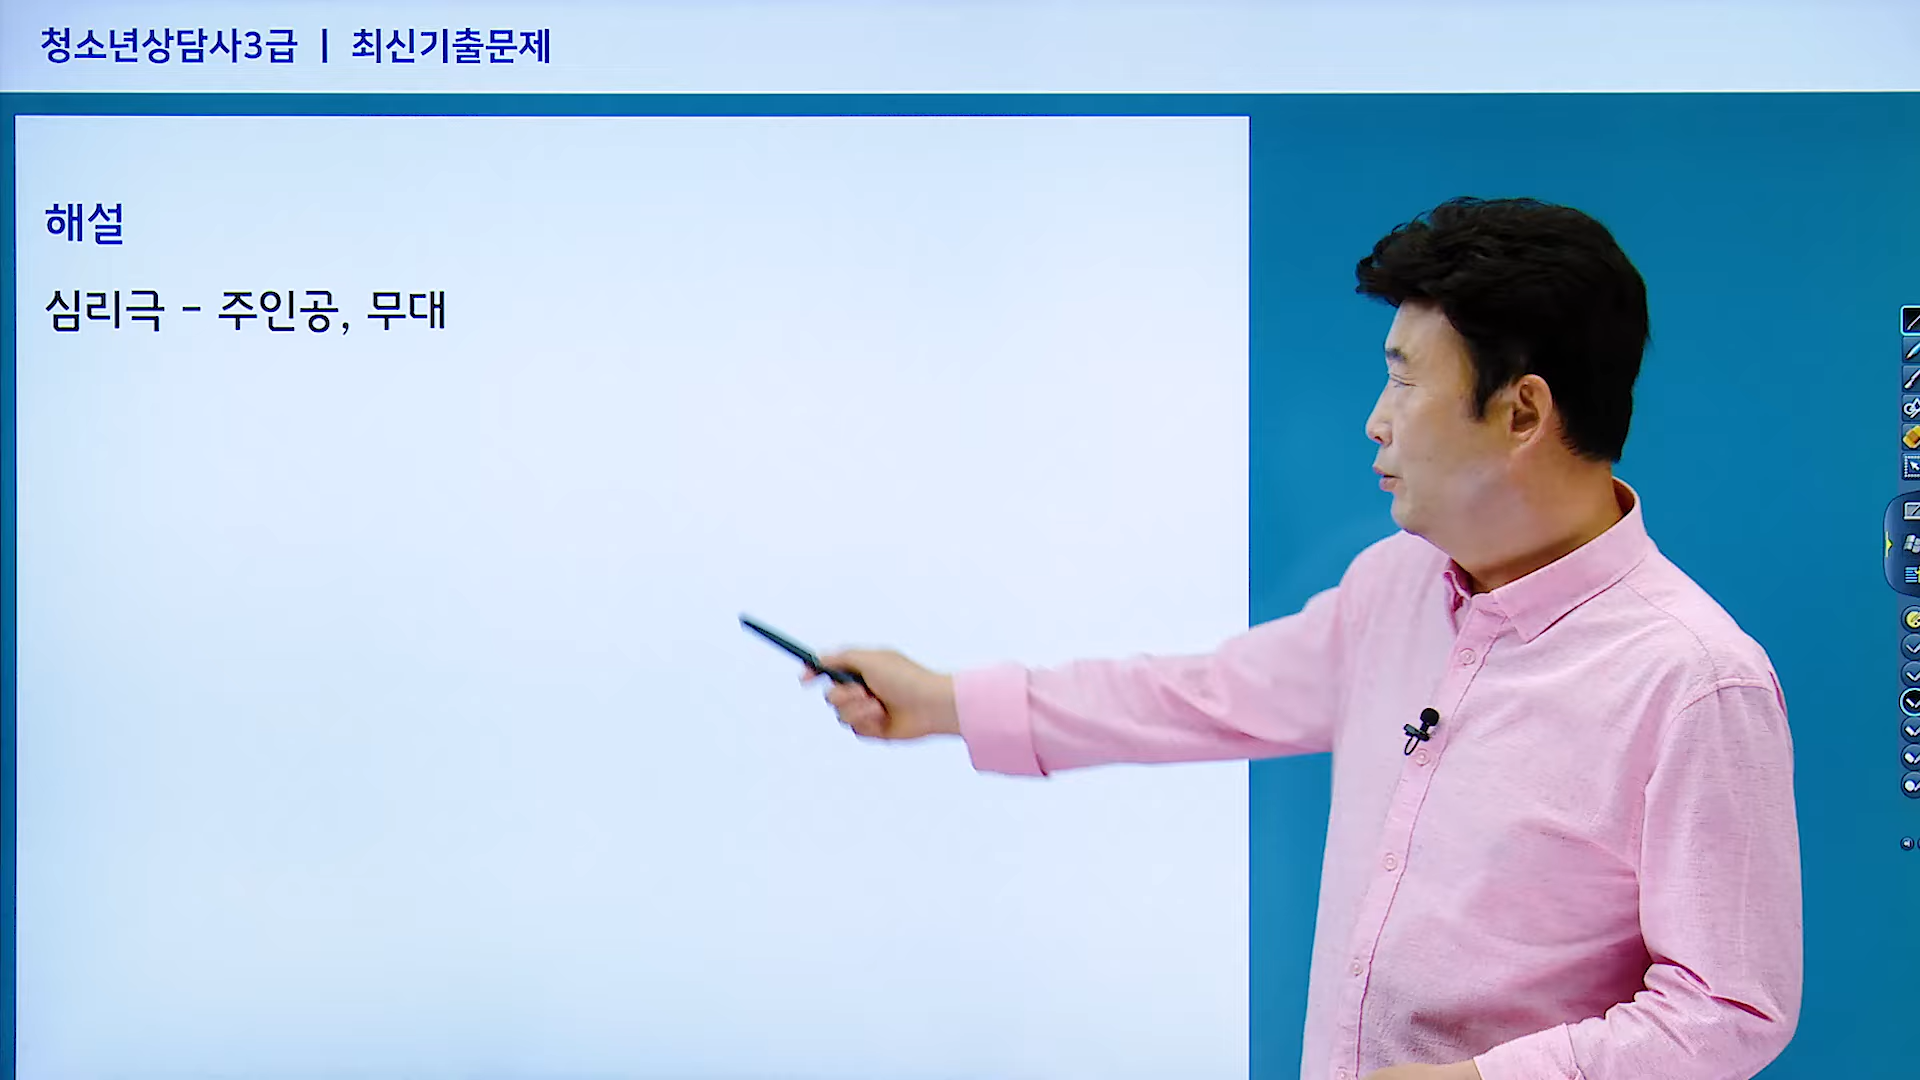 청소년상담사3급 | 최신기출문제
해설
심리극 - 주인공, 무대